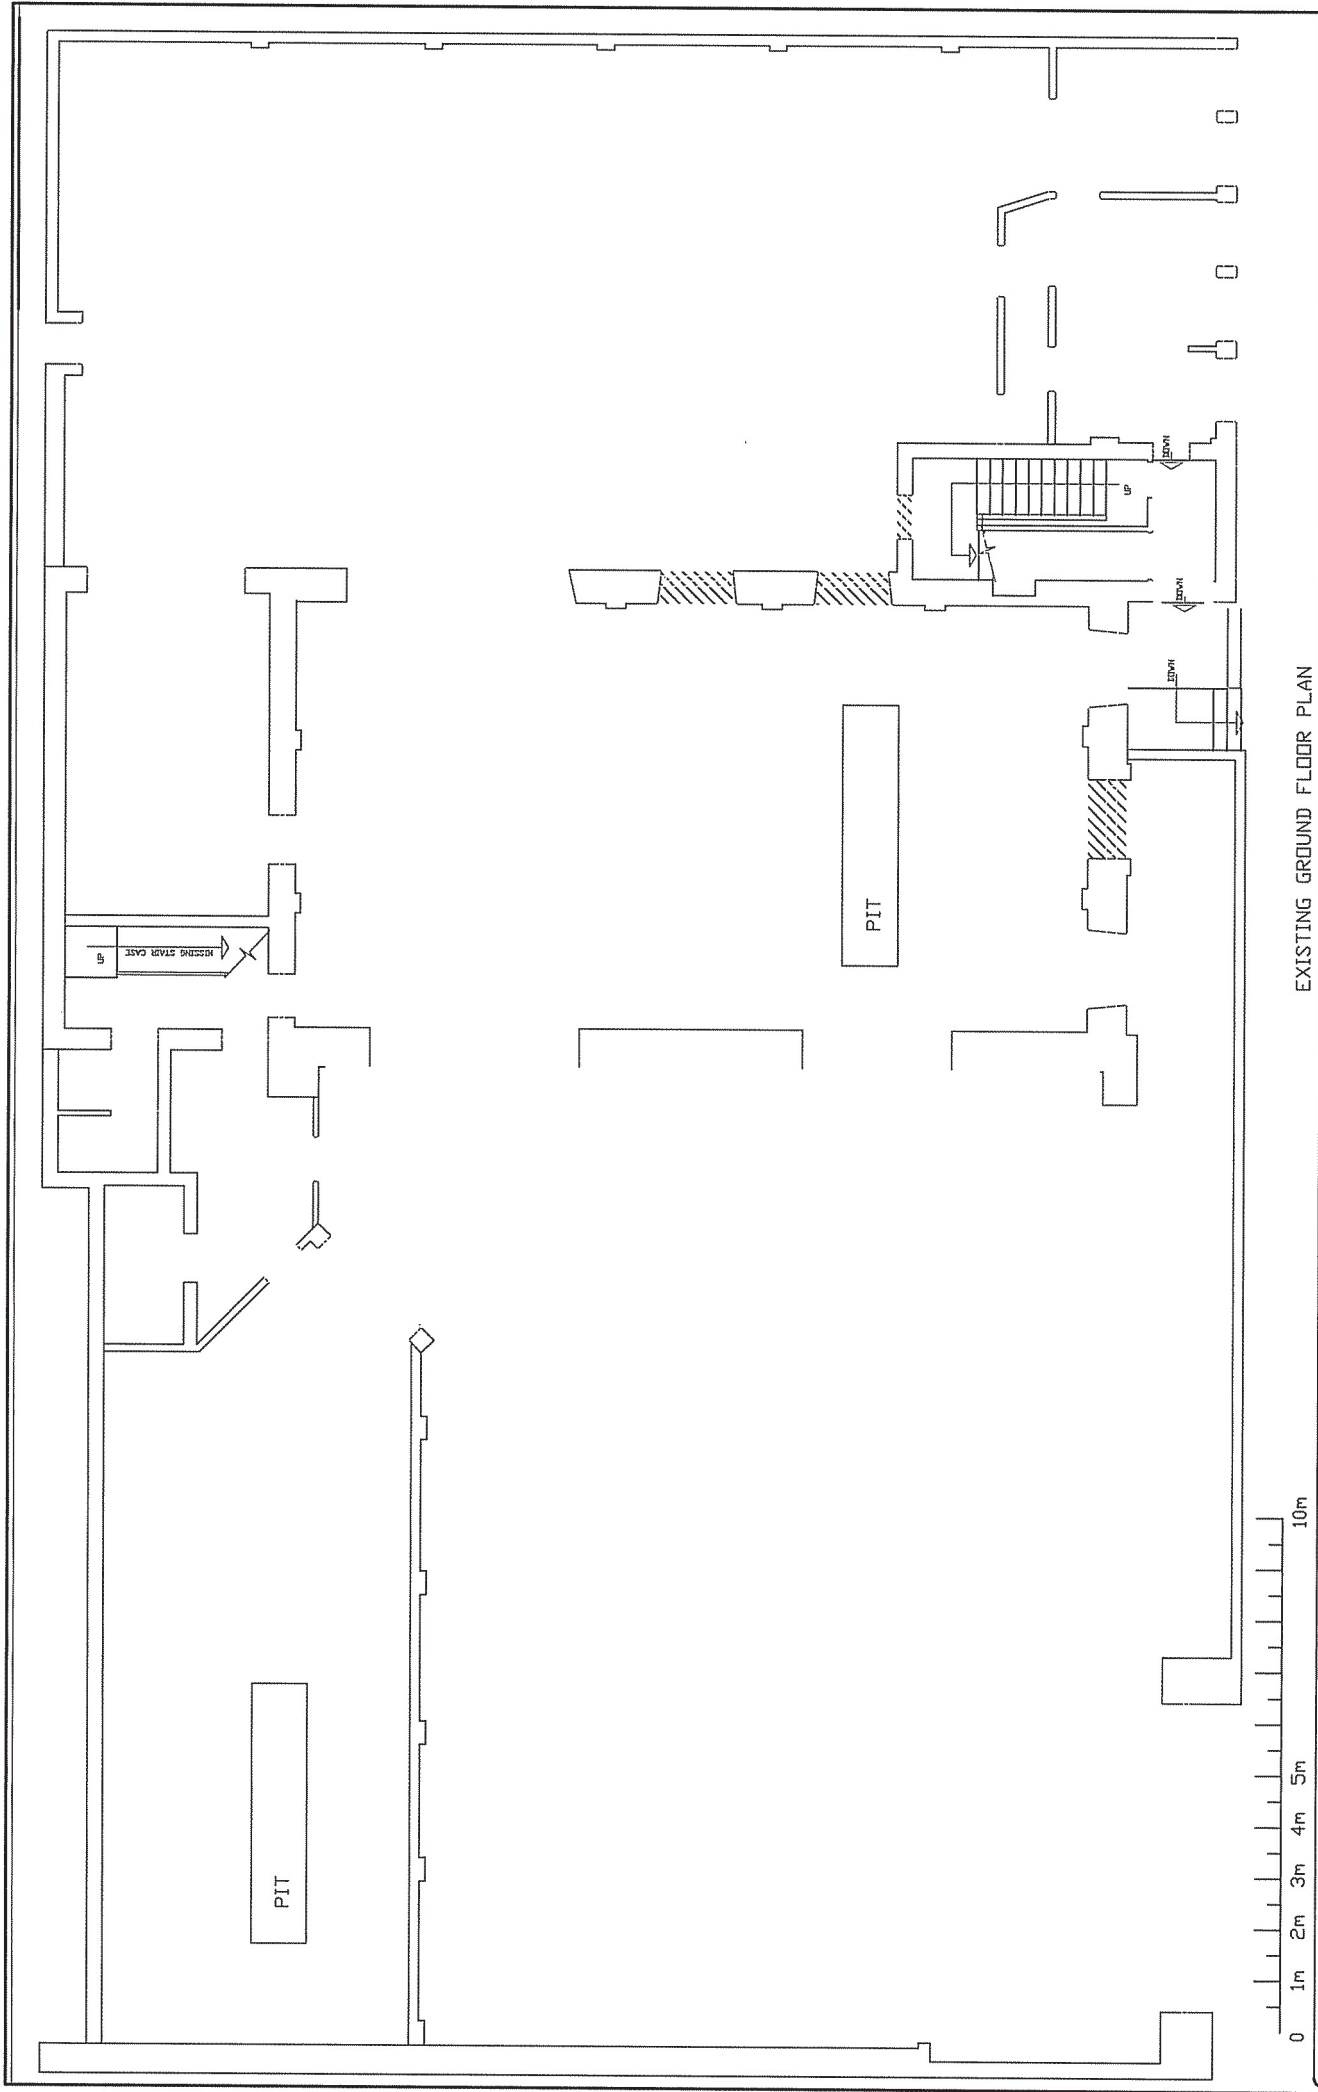 DOWN
UP
DOWN
DOWN
UP
MISSING STAIR CASE
PIT
PIT
0 1m 2m 3m 4m 5m 10m
EXISTING GROUND FLOOR PLAN